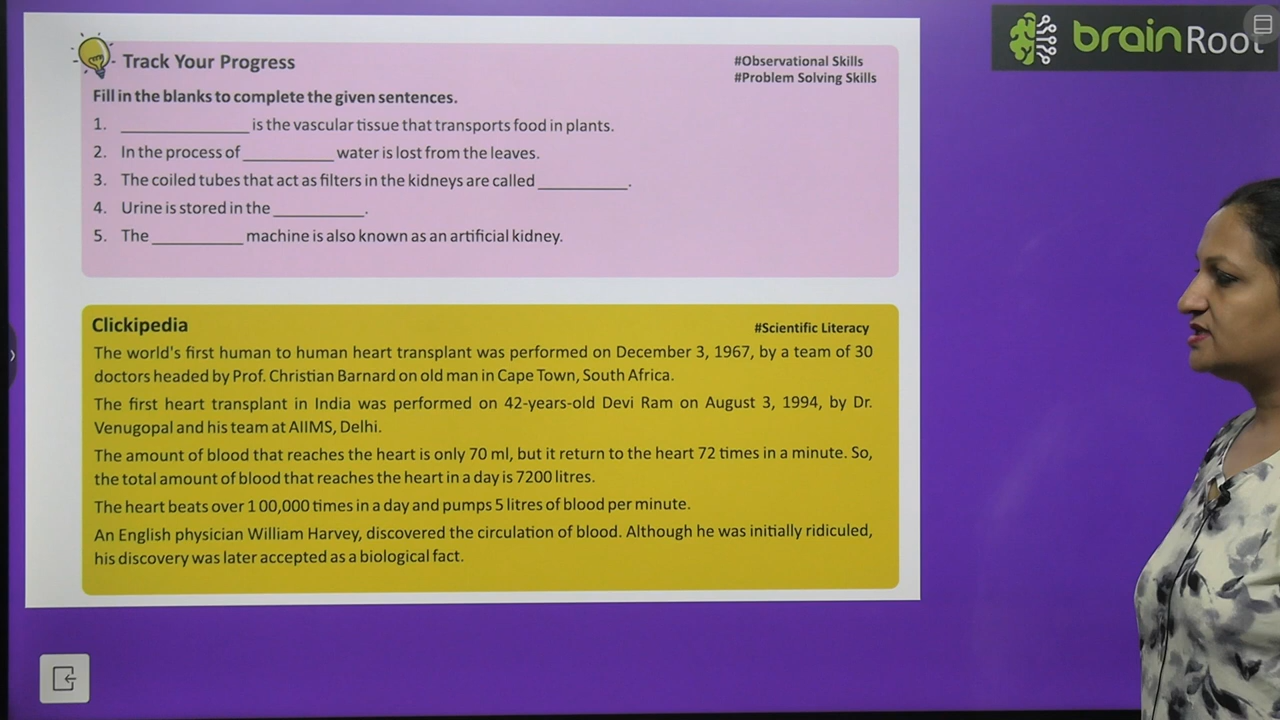 brainRoot
Track Your Progress
#Observational Skills
#Problem Solving Skills
Fill in the blanks to complete the given sentences.
1. ______________ is the vascular tissue that transports food in plants.
2. In the process of __________ water is lost from the leaves.
3. The coiled tubes that act as filters in the kidneys are called __________.
4. Urine is stored in the __________.
5. The __________ machine is also known as an artificial kidney.
Clickipedia
#Scientific Literacy
The world's first human to human heart transplant was performed on December 3, 1967, by a team of 30
doctors headed by Prof. Christian Barnard on old man in Cape Town, South Africa.
The first heart transplant in India was performed on 42-years-old Devi Ram on August 3, 1994, by Dr.
Venugopal and his team at AIIMS, Delhi.
The amount of blood that reaches the heart is only 70 ml, but it return to the heart 72 times in a minute. So,
the total amount of blood that reaches the heart in a day is 7200 litres.
The heart beats over 1 00,000 times in a day and pumps 5 litres of blood per minute.
An English physician William Harvey, discovered the circulation of blood. Although he was initially ridiculed,
his discovery was later accepted as a biological fact.